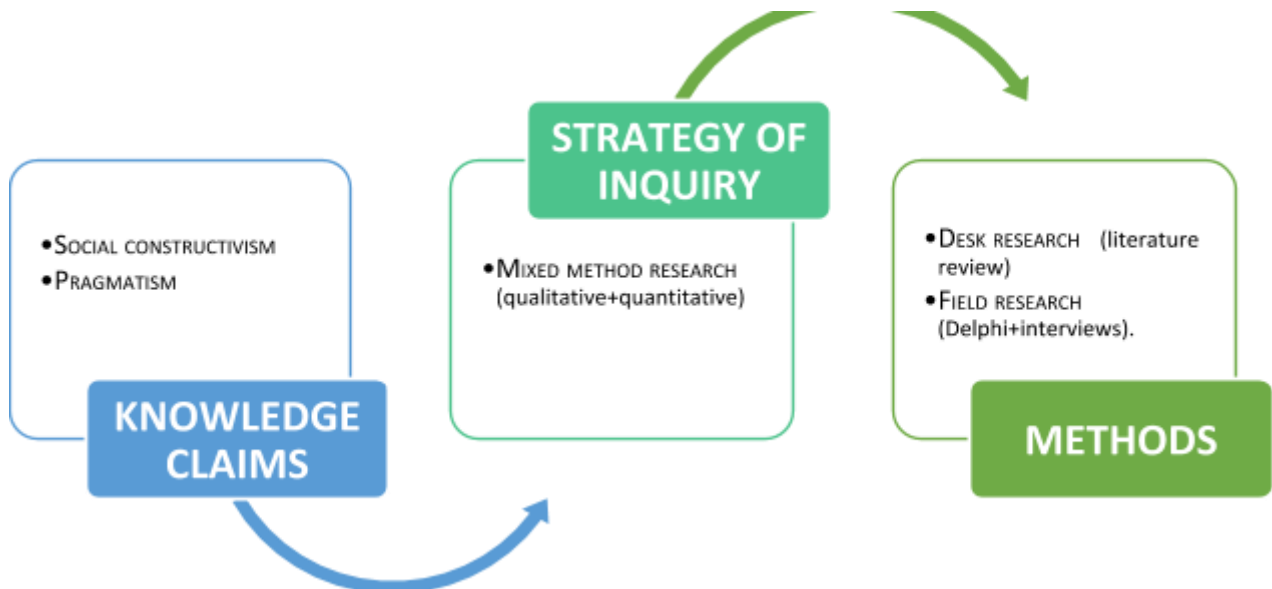 •SOCIAL CONSTRUCTIVISM
•PRAGMATISM
KNOWLEDGE
CLAIMS
STRATEGY OF
INQUIRY
•MIXED METHOD RESEARCH
(qualitative+quantitative)
•DESK RESEARCH (literature
review)
•FIELD RESEARCH
(Delphi+interviews).
METHODS